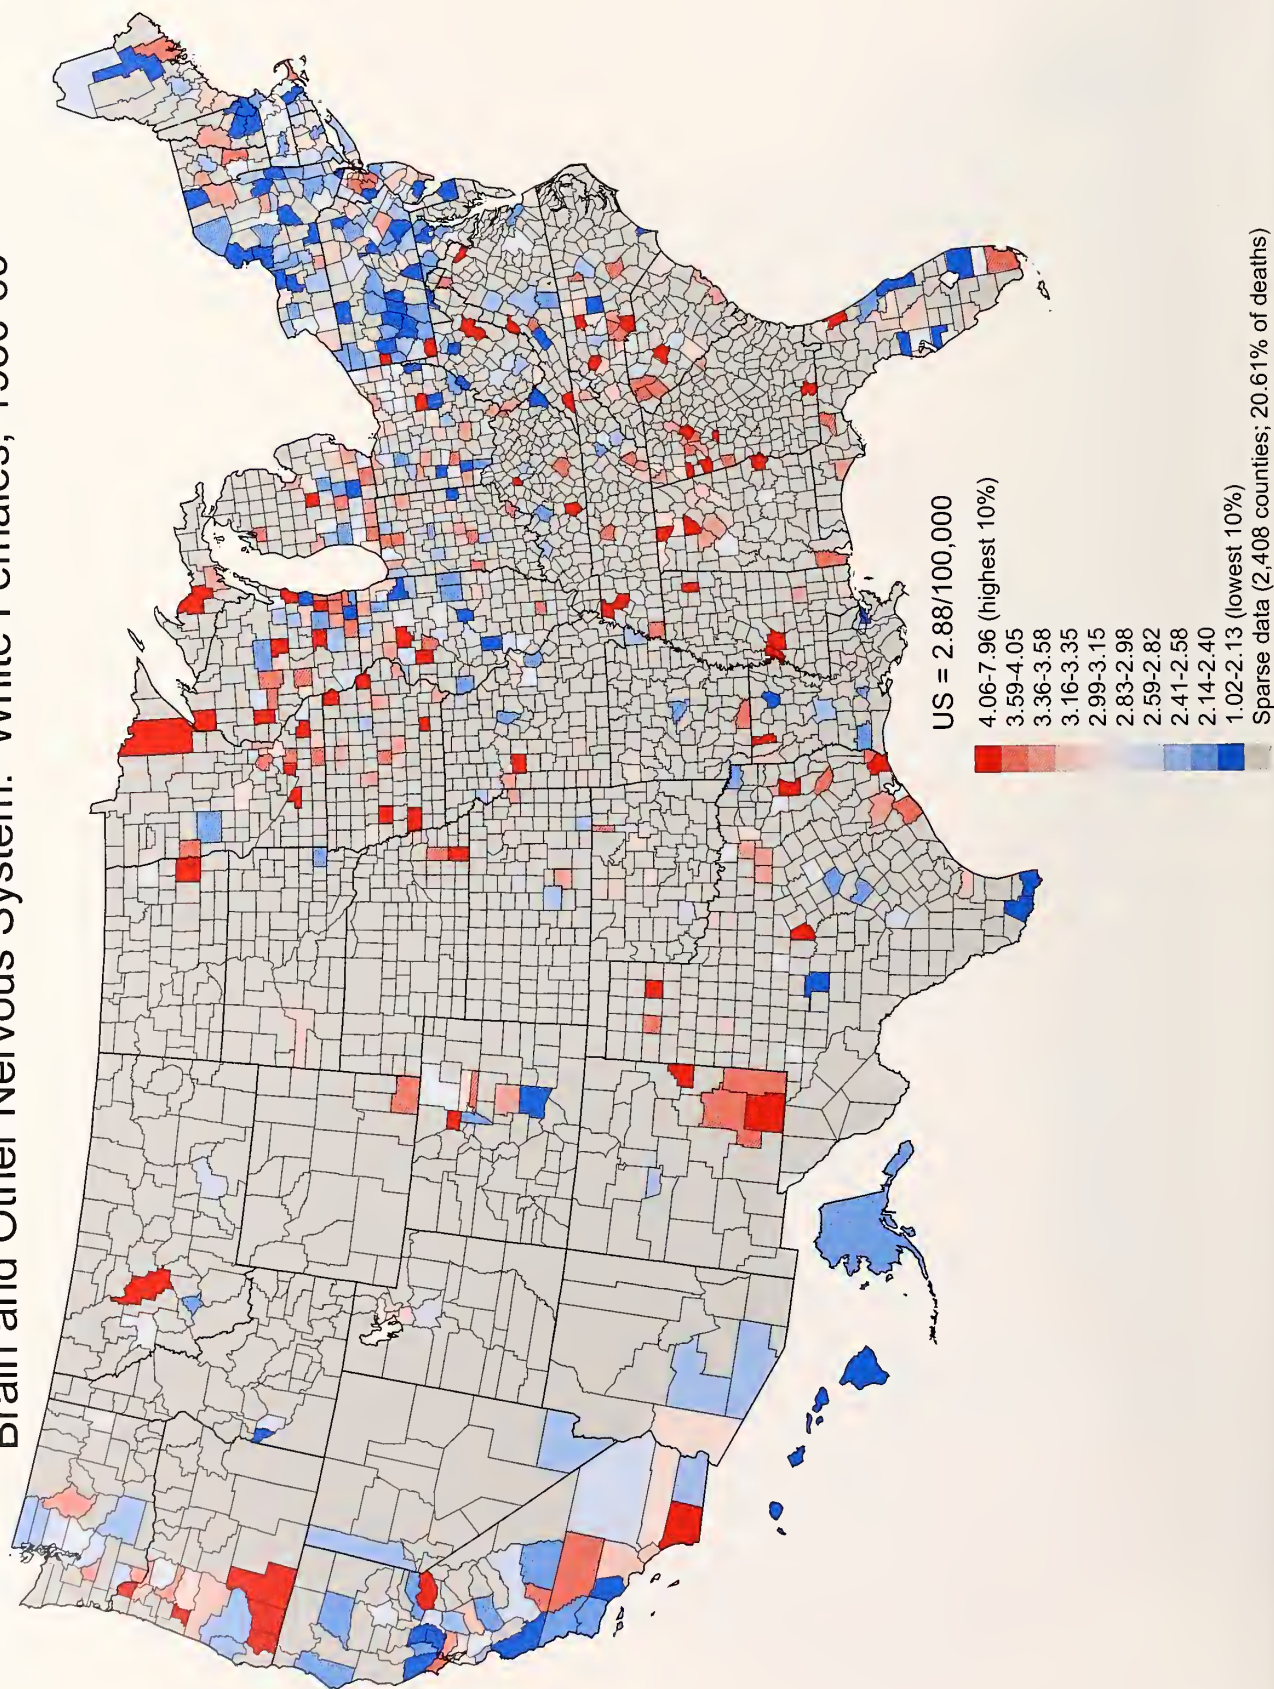 Brain and Other Nervous System: White Females,
US = 2.88/100,000
4.06-7.96 (highest 10%)
3.59-4.05
3.36-3.58
3.16-3.35
2.999-3.15
2.83-2.98
2.59-2.82
2.41-2.58
2.14-2.40
1.02-2.13 (lowest 10%)
Sparse data (2,408 counties; 20.61% of deaths)